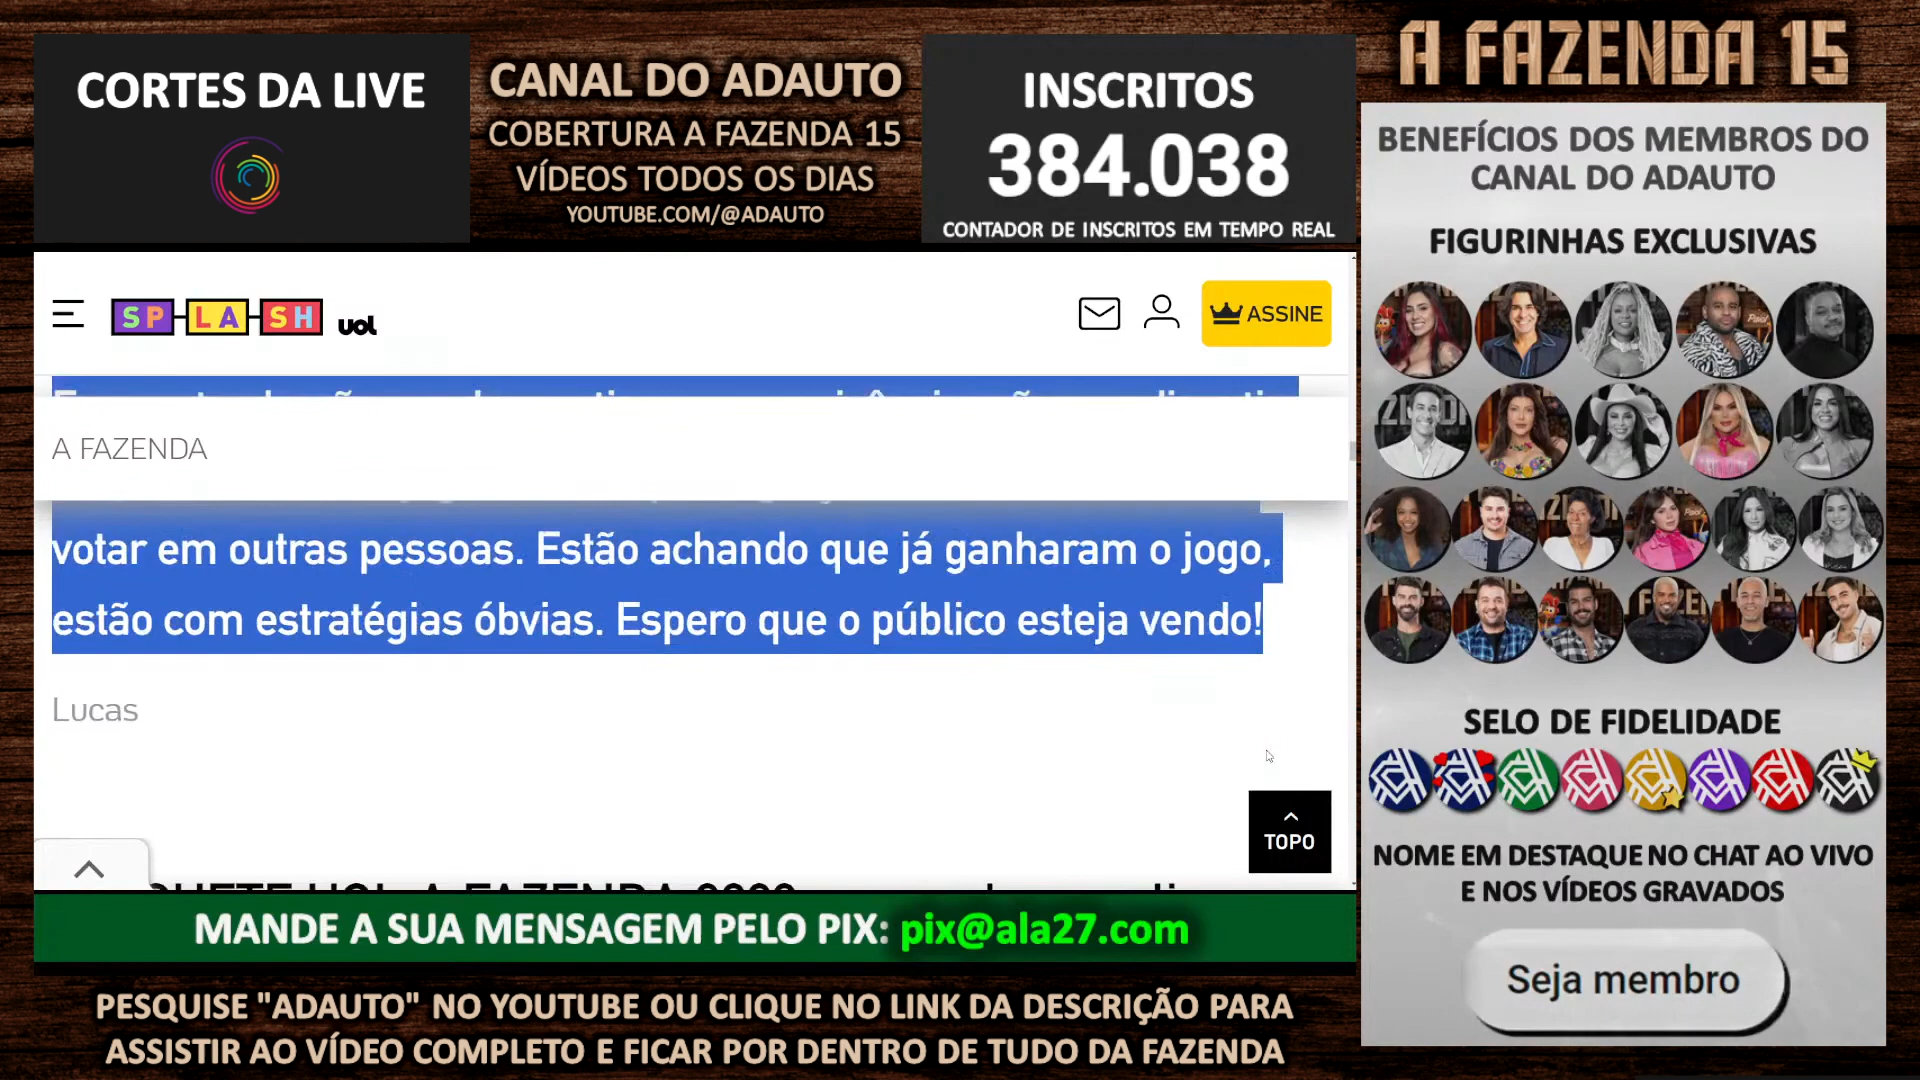 CORTES DA LIVE
CANAL DO ADAUTO
COBERTURA A FAZENDA 15
VÍDEOS TODOS OS DIAS
YOUTUBE.COM/@ADAUTO
INSCRITOS
384.038
CONTADOR DE INSCRITOS EM TEMPO REAL
A FAZENDA 15
BENEFÍCIOS DOS MEMBROS DO
CANAL DO ADAUTO
FIGURINHAS EXCLUSIVAS
SELO DE FIDELIDADE
NOME EM DESTAQUE NO CHAT AO VIVO
E NOS VÍDEOS GRAVADOS
Seja membro
SPLASH uol
ASSINE
A FAZENDA
votar em outras pessoas. Estão achando que já ganharam o jogo,
estão com estratégias óbvias. Espero que o público esteja vendo!
Lucas
TOPO
MANDE A SUA MENSAGEM PELO PIX: pix@ala27.com
PESQUISE "ADAUTO" NO YOUTUBE OU CLIQUE NO LINK DA DESCRIÇÃO PARA
ASSISTIR AO VÍDEO COMPLETO E FICAR POR DENTRO DE TUDO DA FAZENDA